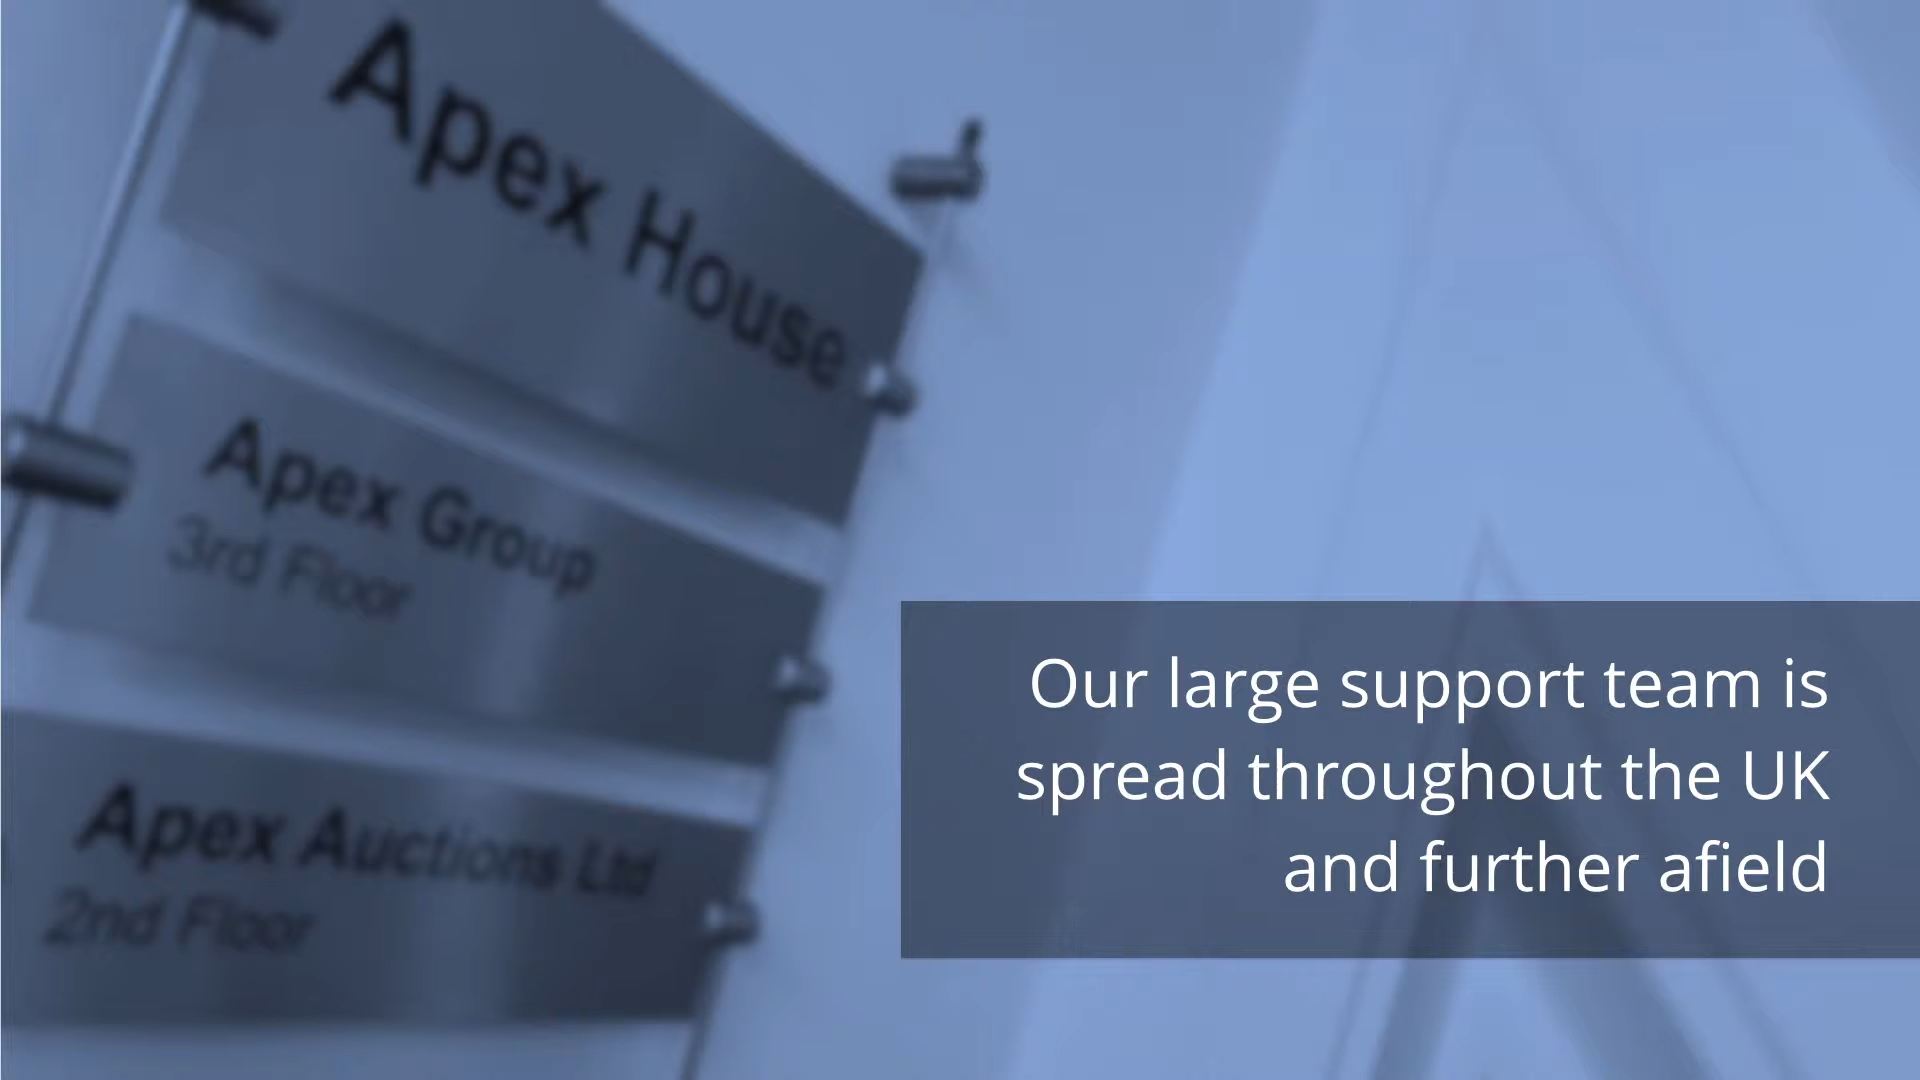 Apex House
Apex Group
3rd Floor
Apex Auctions Ltd
2nd Floor
Our large support team is
spread throughout the UK
and further afield